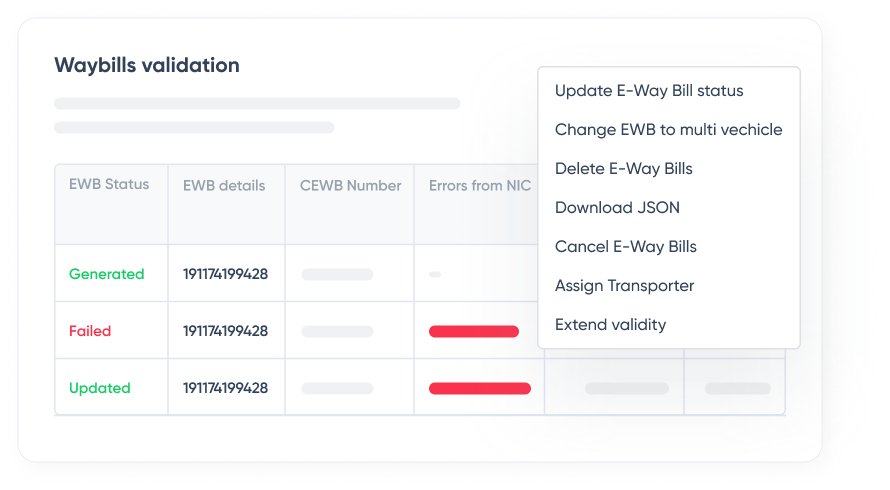 Waybills validation
Update E-Way Bill status
Change EWB to multi vechicle
Delete E-Way Bills
Download JSON
Cancel E-Way Bills
Assign Transporter
Extend validity
EWB Status EWB details CEWB Number Errors from NIC
Generated 191174199428
Failed 191174199428
Updated 191174199428